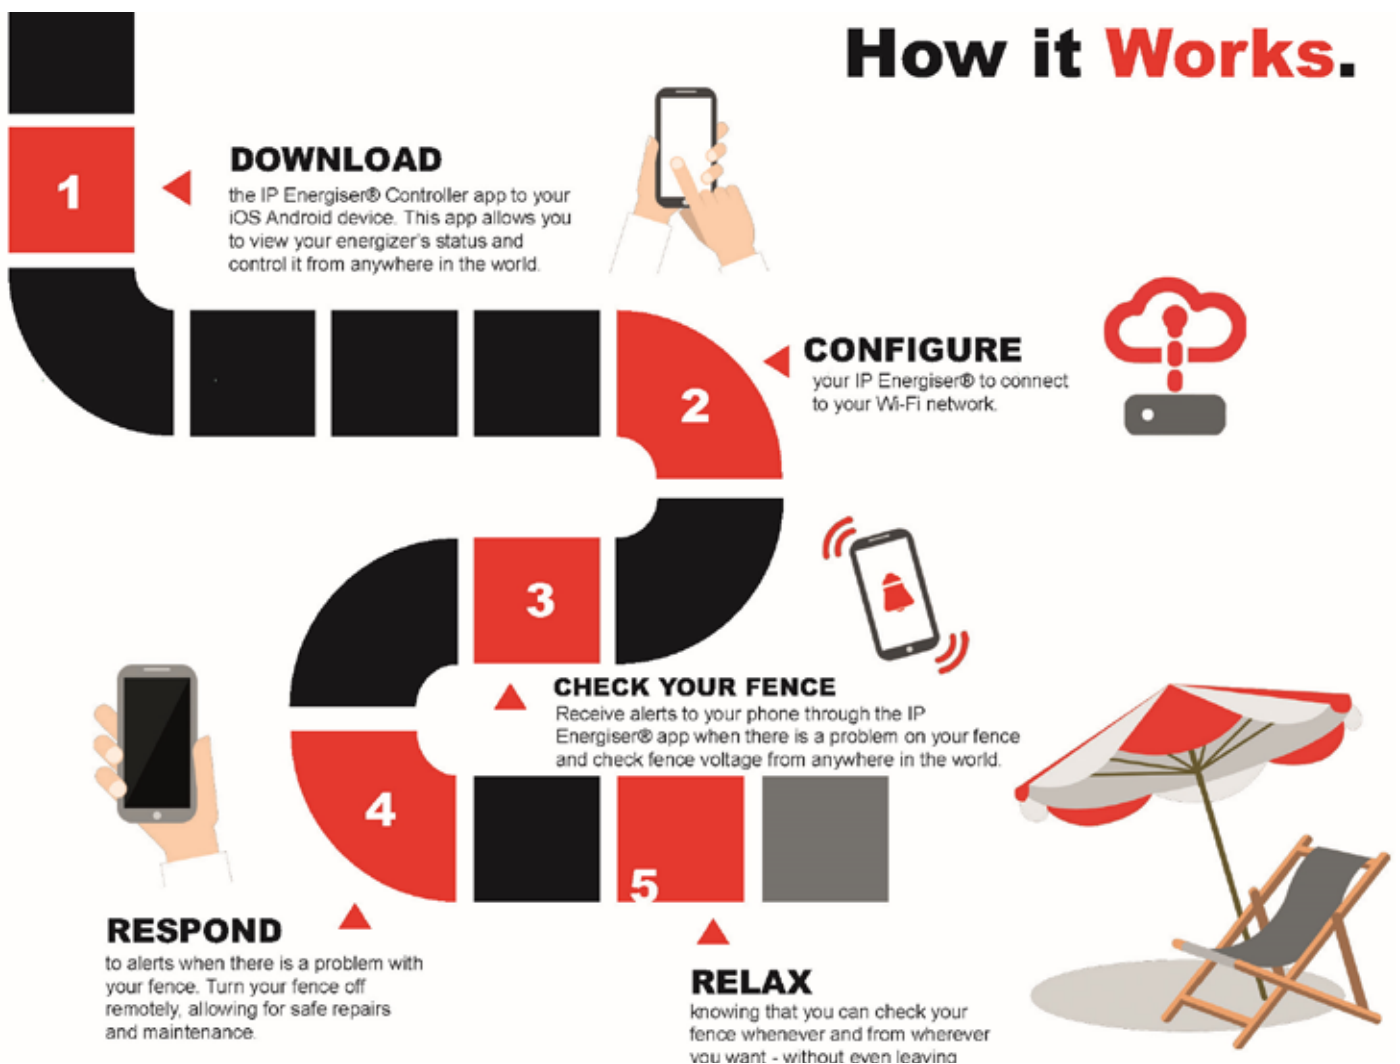 How it Works.
1
DOWNLOAD
the IP Energiser® Controller app to your
iOS Android device. This app allows you
to view your energizer's status and
control it from anywhere in the world.
2
CONFIGURE
your IP Energiser® to connect
to your Wi-Fi network.
3
CHECK YOUR FENCE
Receive alerts to your phone through the IP
Energiser® app when there is a problem on your fence
and check fence voltage from anywhere in the world.
4
RESPOND
to alerts when there is a problem with
your fence. Turn your fence off
remotely, allowing for safe repairs
and maintenance.
5
RELAX
knowing that you can check your
fence whenever and from wherever
you want - without even leaving